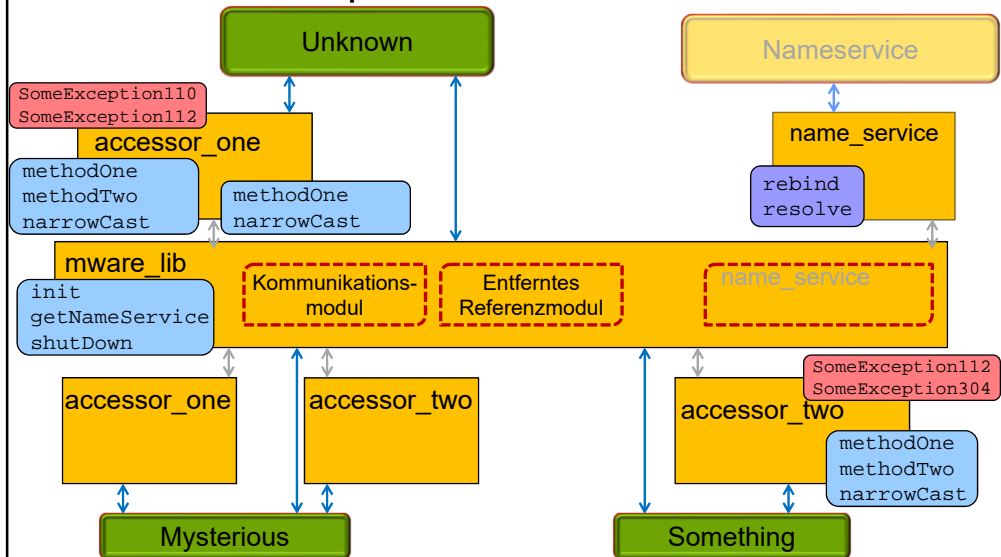 Unknown
Nameservice
SomeException110
SomeException112
accessor_one
name_service
methodOne
methodTwo
narrowCast
methodOne
narrowCast
rebind
resolve
mware_lib
init
getNameService
shutDown
Kommunikations-
modul
Entferntes
Referenzmodul
name_service
accessor_one
accessor_two
SomeException112
SomeException304
accessor_two
methodOne
methodTwo
narrowCast
Mysterious
Something